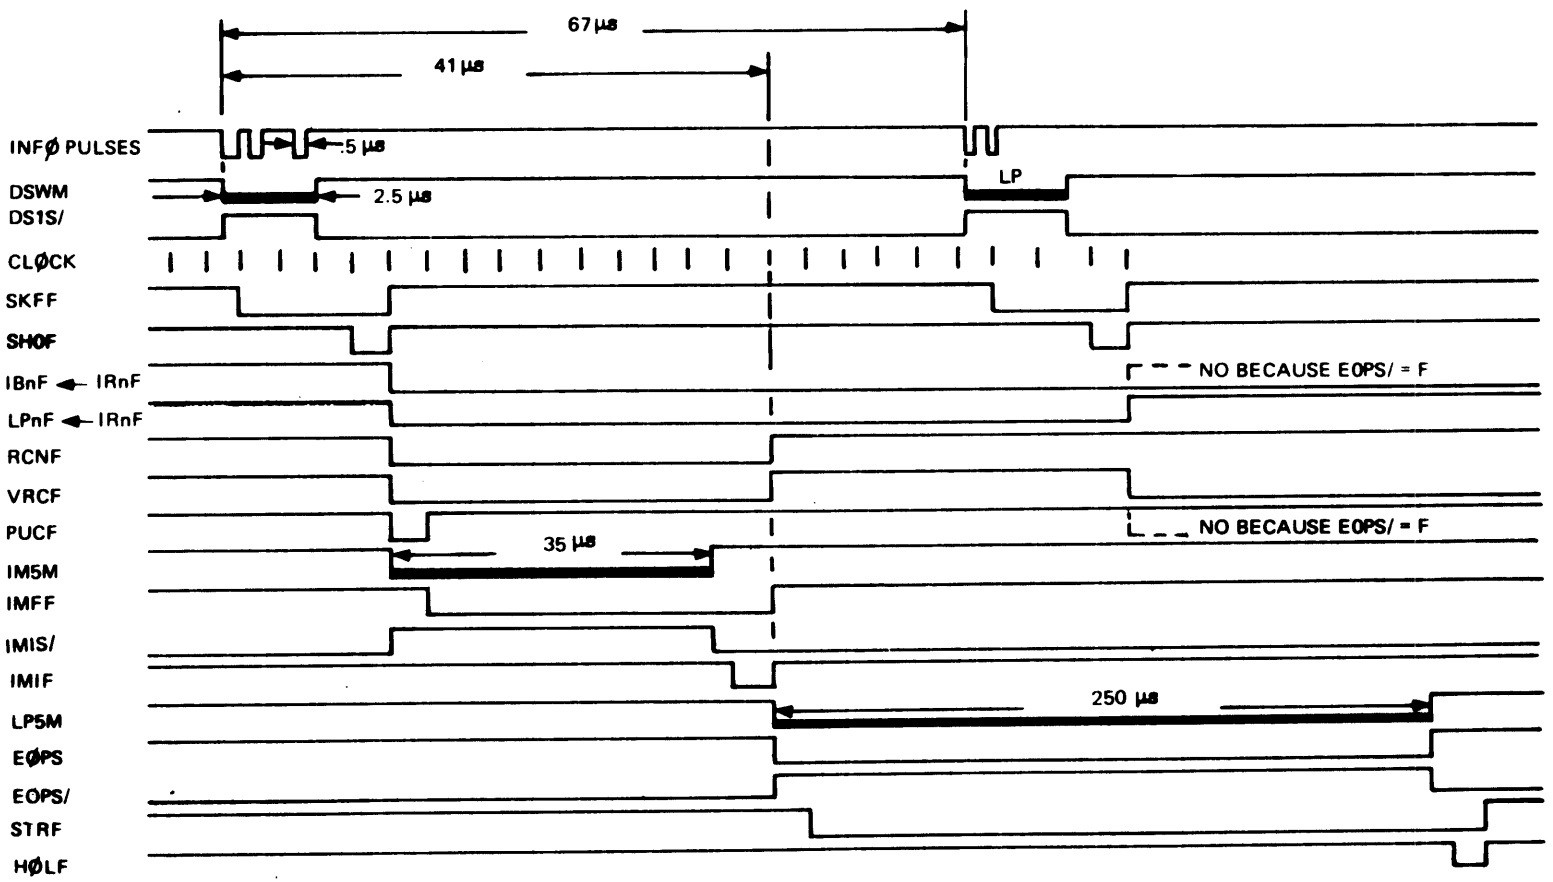 67 µs
41 µs
INFØ PULSES
.5 µs
DSWM
2.5 µs
LP
DS1S/
CLØCK
SKFF
SHOF
IBnF ← IRnF
NO BECAUSE EOPS/ = F
LPnF ← IRnF
RCNF
VRCF
PUCF
NO BECAUSE EOPS/ = F
35 µs
IM5M
IMFF
IMIS/
IMIF
250 µs
LP5M
EØPS
EOPS/
STRF
HØLF